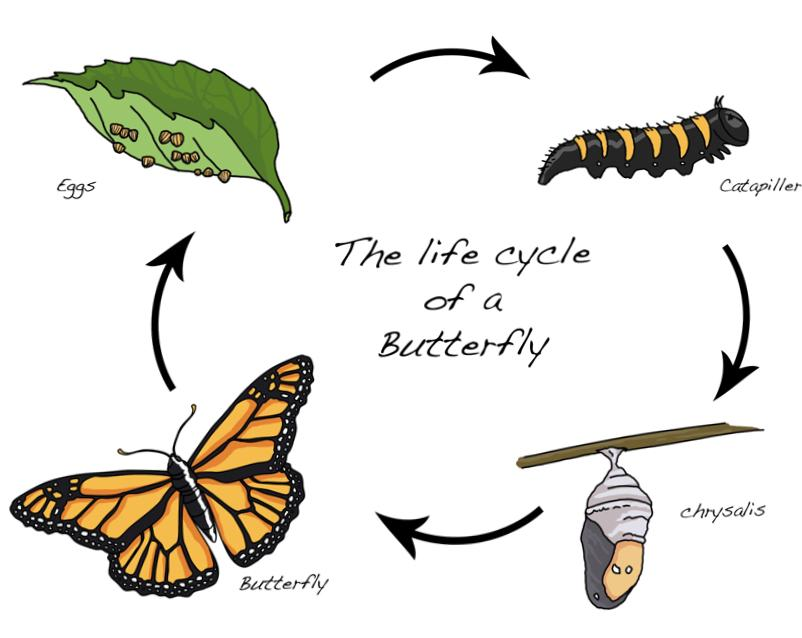 Eggs
Catapiller
The life cycle
of a
Butterfly
chrysalis
Butterfly